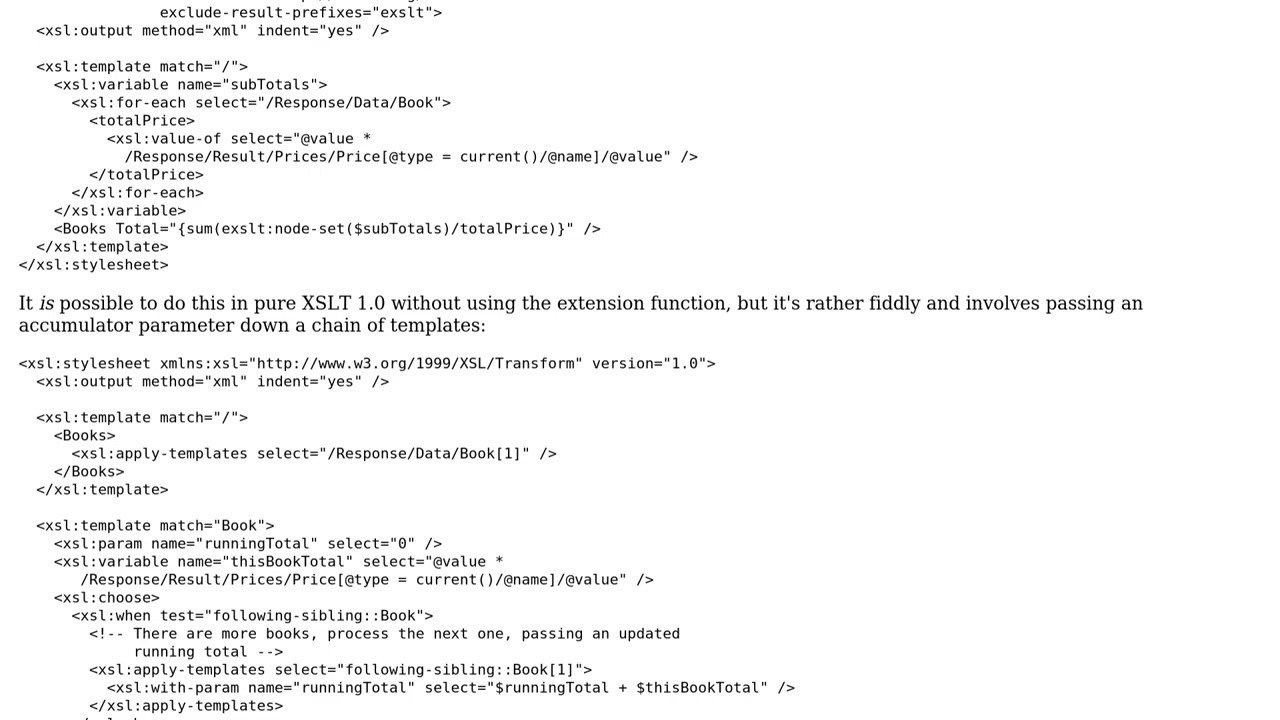 exclude-result-prefixes="exslt">
<xsl:output method="xml" indent="yes" />
<xsl:template match="/">
<xsl:variable name="subTotals">
<xsl:for-each select="/Response/Data/Book">
<totalPrice>
<xsl:value-of select="@value *
/Response/Result/Prices/Price[@type = current()/@name]/@value" />
</totalPrice>
</xsl:for-each>
</xsl:variable>
<Books Total="{sum(exslt:node-set($subTotals)/totalPrice)}" />
</xsl:template>
</xsl:stylesheet>
It is possible to do this in pure XSLT 1.0 without using the extension function, but it's rather fiddly and involves passing an
accumulator parameter down a chain of templates:
<xsl:stylesheet xmlns:xsl="http://www.w3.org/1999/XSL/Transform" version="1.0">
<xsl:output method="xml" indent="yes" />
<xsl:template match="/">
<Books>
<xsl:apply-templates select="/Response/Data/Book[1]" />
</Books>
</xsl:template>
<xsl:template match="Book">
<xsl:param name="runningTotal" select="0" />
<xsl:variable name="thisBookTotal" select="@value *
/Response/Result/Prices/Price[@type = current()/@name]/@value" />
<xsl:choose>
<xsl:when test="following-sibling::Book">
<!-- There are more books, process the next one, passing an updated
running total -->
<xsl:apply-templates select="following-sibling::Book[1]">
<xsl:with-param name="runningTotal" select="$runningTotal + $thisBookTotal" />
</xsl:apply-templates>